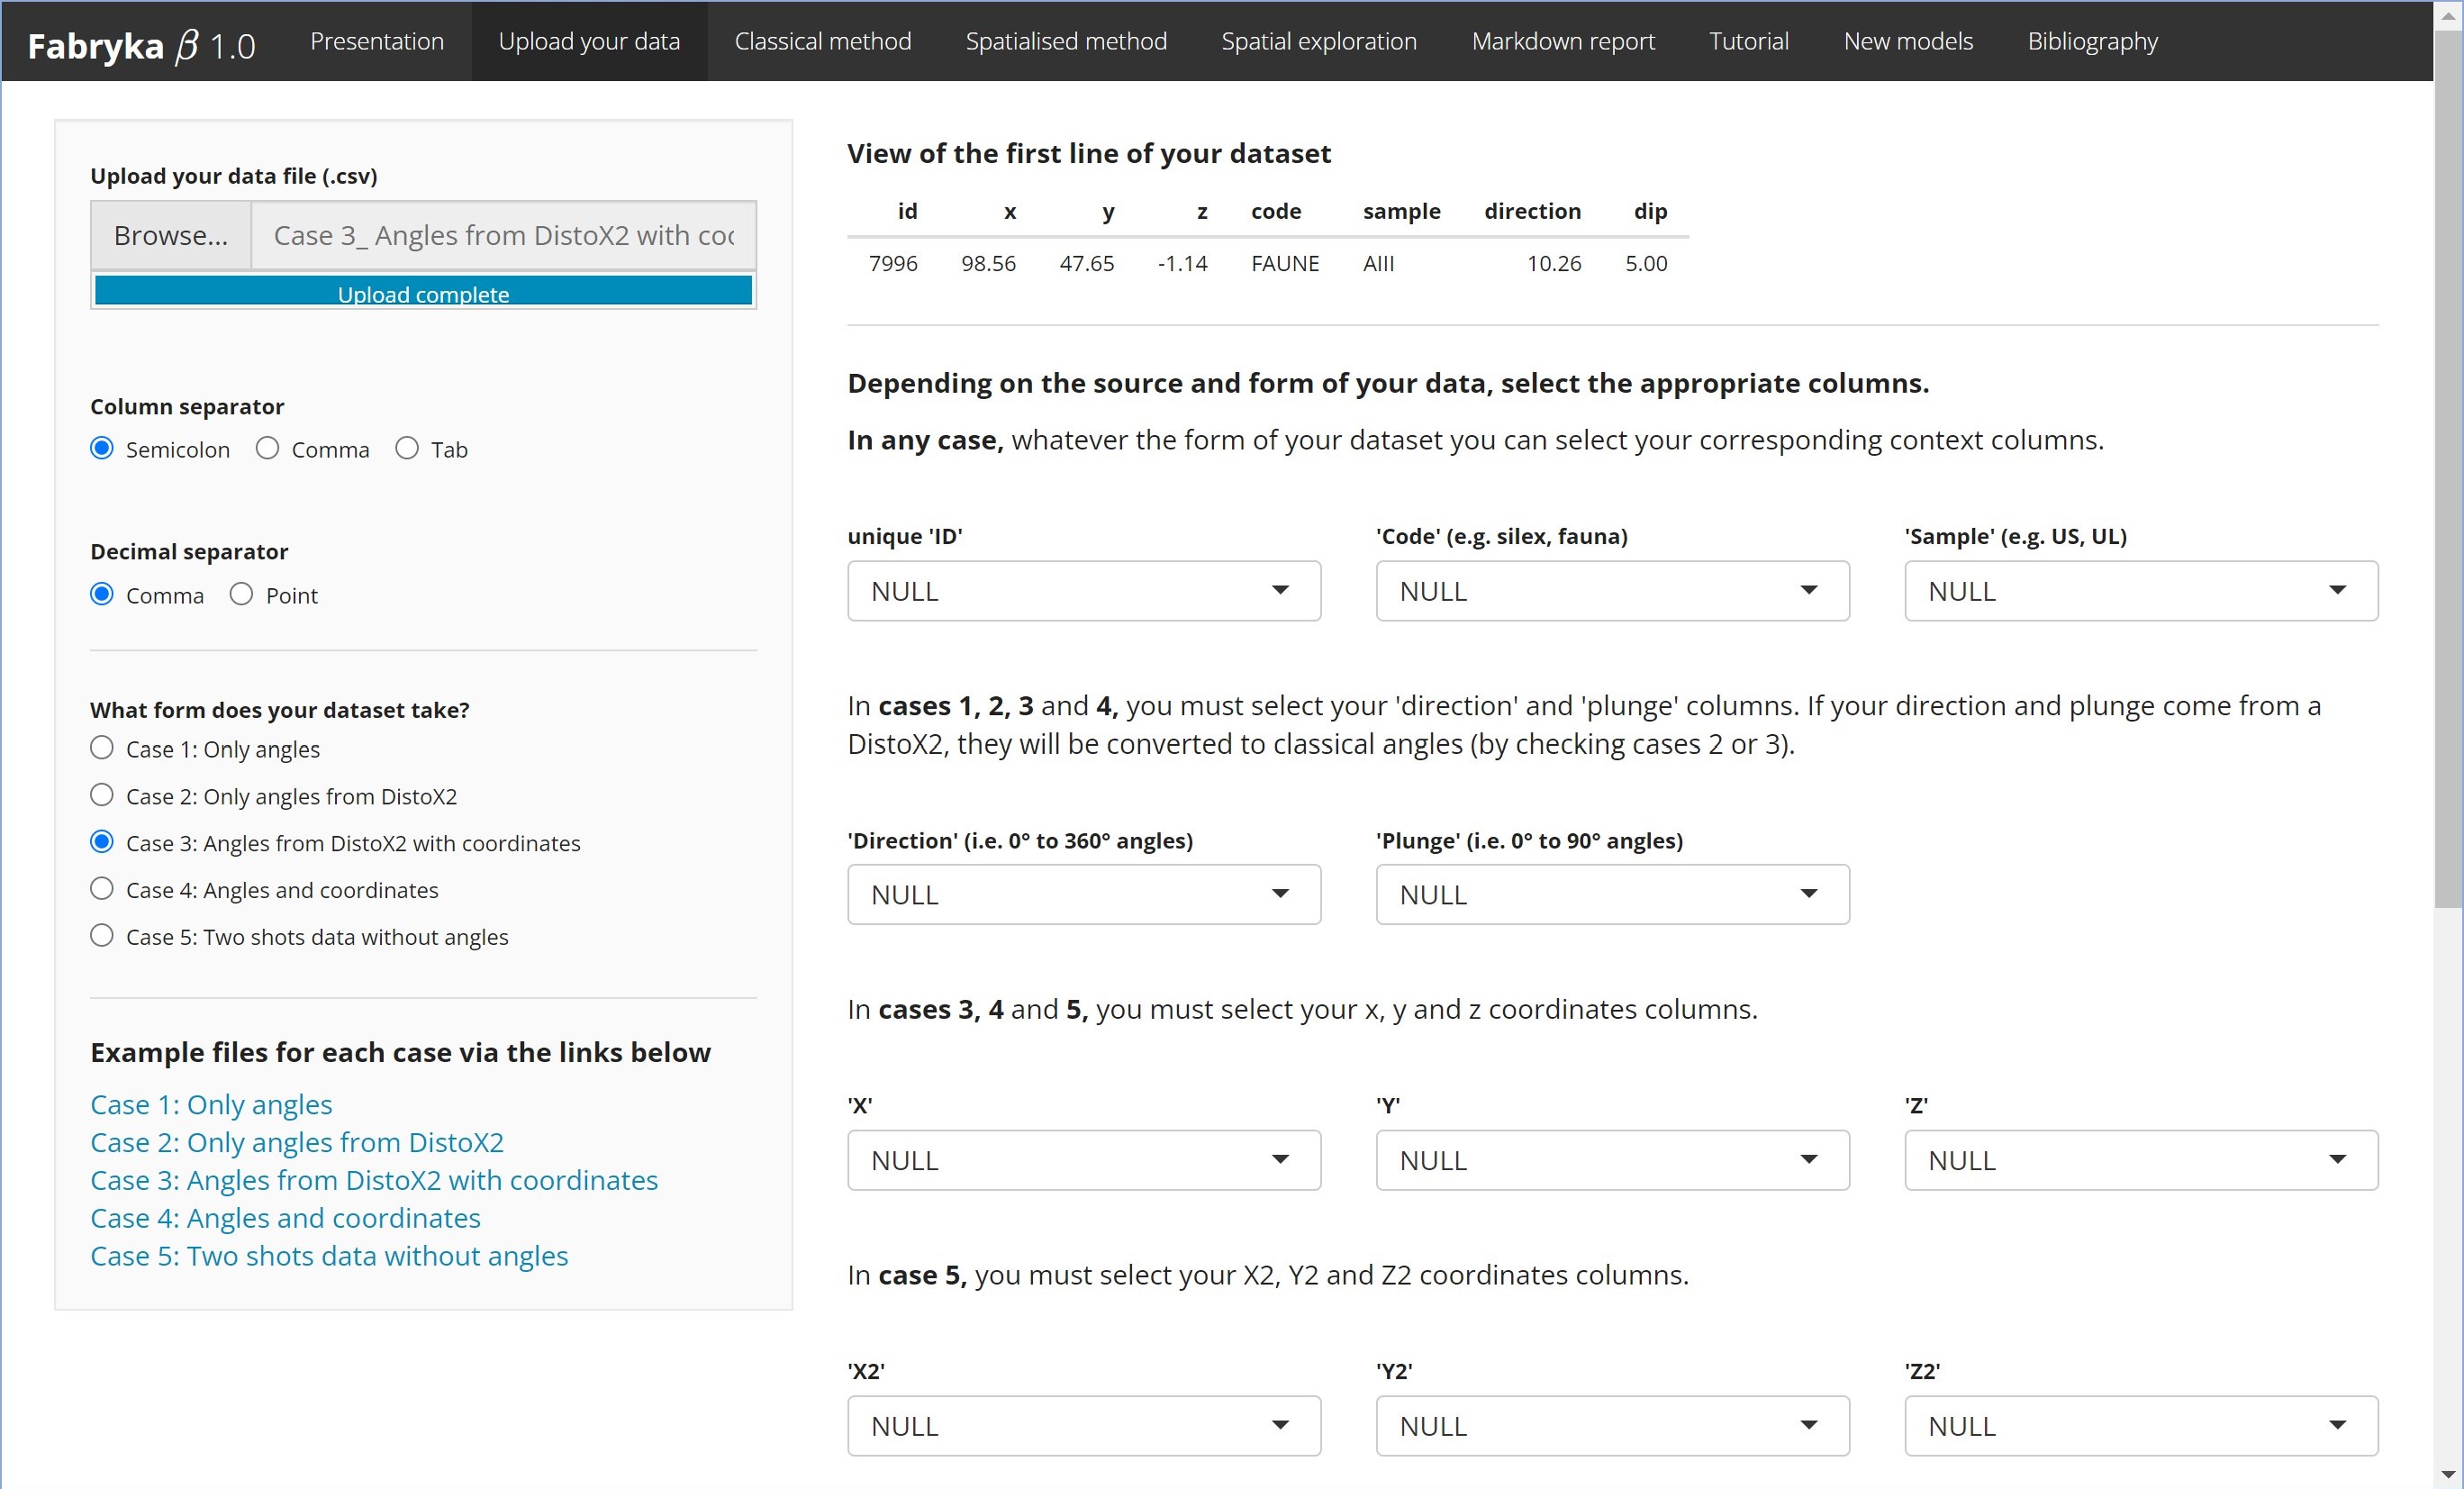 Fabryka β 1.0 Presentation Upload your data Classical method Spatialised method Spatial exploration Markdown report Tutorial New models Bibliography
Upload your data file (.csv)
Browse... Case 3_ Angles from DistoX2 with coo
Upload complete
Column separator
Semicolon Comma Tab
Decimal separator
Comma Point
What form does your dataset take?
Case 1: Only angles
Case 2: Only angles from DistoX2
Case 3: Angles from DistoX2 with coordinates
Case 4: Angles and coordinates
Case 5: Two shots data without angles
Example files for each case via the links below
Case 1: Only angles
Case 2: Only angles from DistoX2
Case 3: Angles from DistoX2 with coordinates
Case 4: Angles and coordinates
Case 5: Two shots data without angles
View of the first line of your dataset
id x y z code sample direction dip
7996 98.56 47.65 -1.14 FAUNE AIII 10.26 5.00
Depending on the source and form of your data, select the appropriate columns.
In any case, whatever the form of your dataset you can select your corresponding context columns.
unique 'ID' 'Code' (e.g. silex, fauna) 'Sample' (e.g. US, UL)
NULL NULL NULL
In cases 1, 2, 3 and 4, you must select your 'direction' and 'plunge' columns. If your direction and plunge come from a
DistoX2, they will be converted to classical angles (by checking cases 2 or 3).
'Direction' (i.e. 0° to 360° angles) 'Plunge' (i.e. 0° to 90° angles)
NULL NULL
In cases 3, 4 and 5, you must select your x, y and z coordinates columns.
'X' 'Y' 'Z'
NULL NULL NULL
In case 5, you must select your X2, Y2 and Z2 coordinates columns.
'X2' 'Y2' 'Z2'
NULL NULL NULL